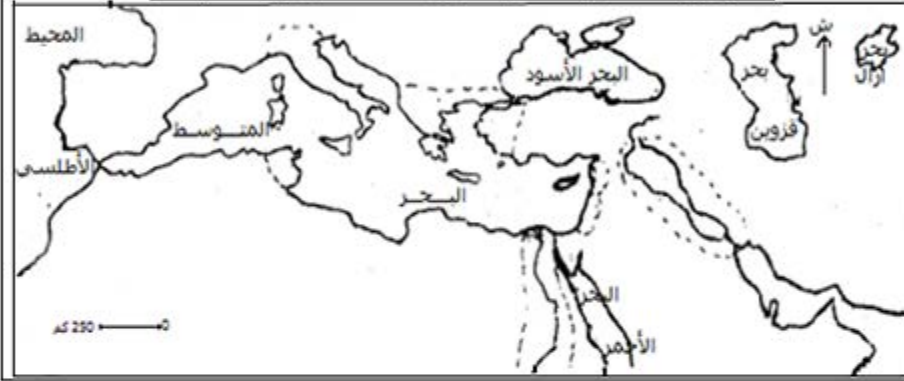 المحيط
الأطلسي
المتوسط
البحر
البحر الأسود
بحر
قزوين
ش
بحر
آرال
البحر
الأحمر
250 كم 0